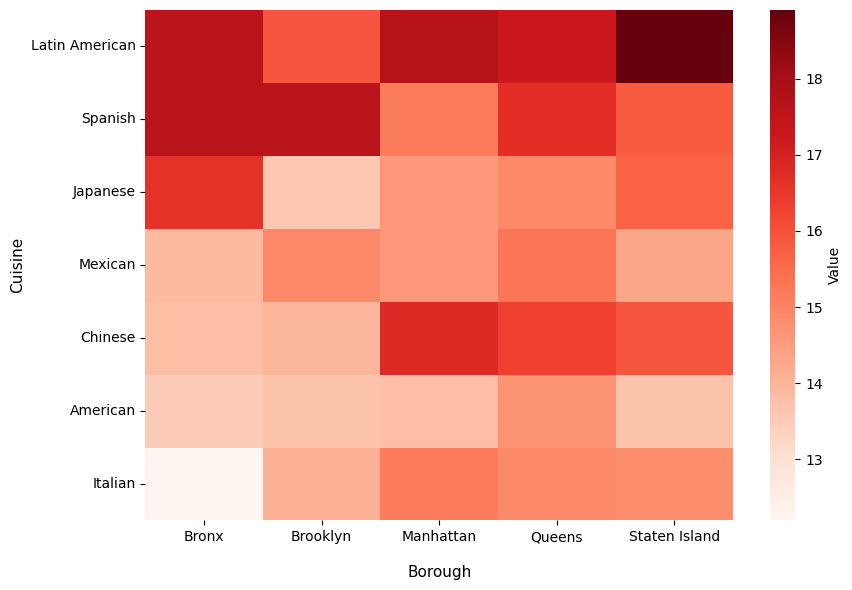 Latin American
Spanish
Japanese
Mexican
Chinese
American
Italian
Cuisine
Bronx Brooklyn Manhattan Queens Staten Island
Borough
18
17
16
15
14
13
Value